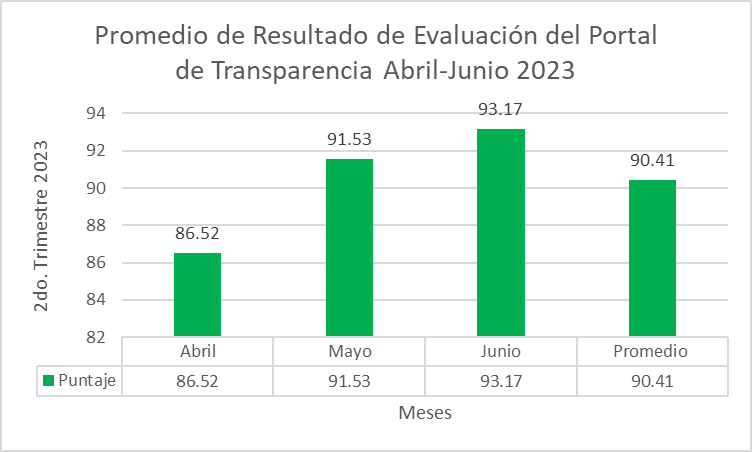 Promedio de Resultado de Evaluación del Portal
de Transparencia Abril-Junio 2023
2do. Trimestre 2023
94
92
90
88
86
84
82
86.52
91.53
93.17
90.41
Abril Mayo Junio Promedio
Puntaje 86.52 91.53 93.17 90.41
Meses